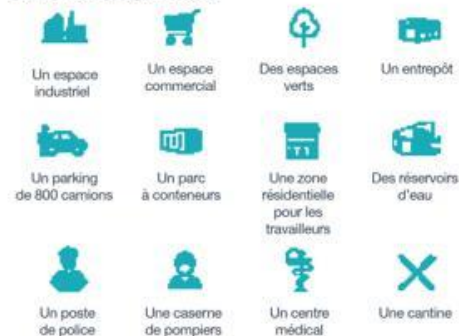 Un espace
industriel
Un espace
commercial
Des espaces
verts
Un entrepôt
Un parking
de 800 camions
Un parc
à conteneurs
Une zone
résidentielle
pour les
travailleurs
Des réservoirs
d'eau
Un poste
de police
Une caserne
de pompiers
Un centre
médical
Une cantine